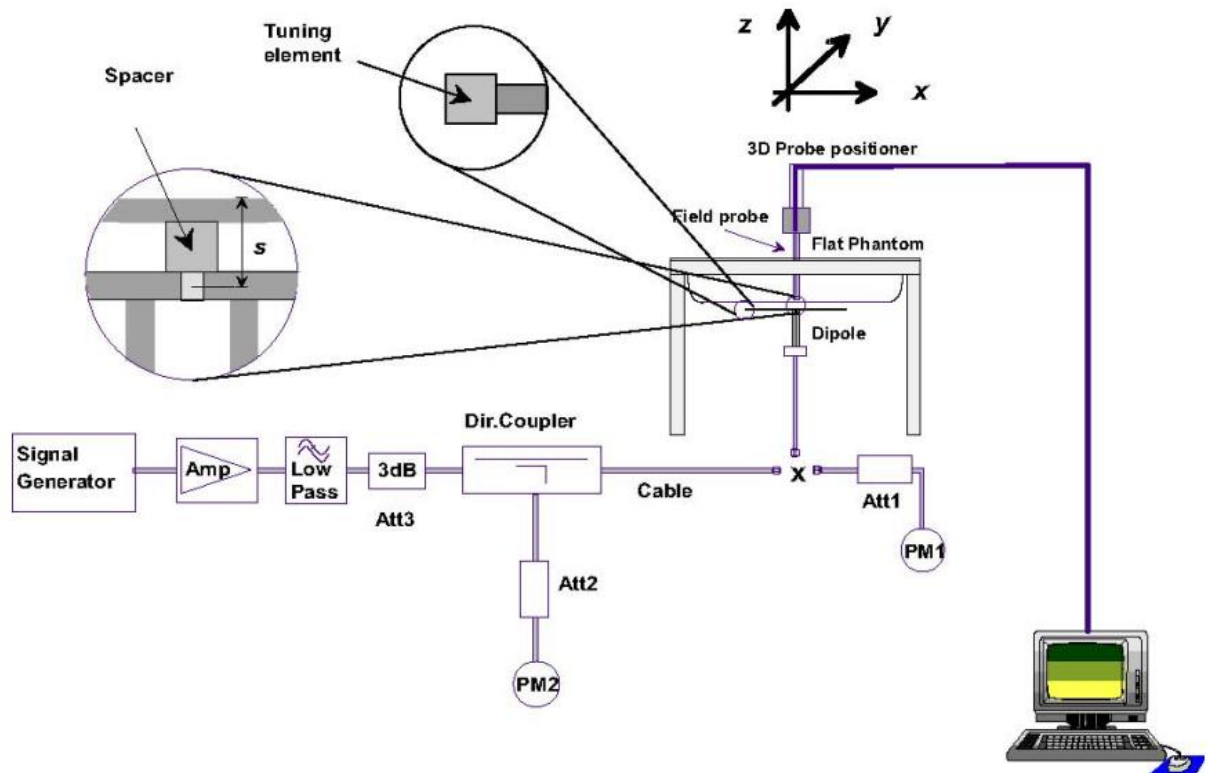 Tuning
element
Spacer
z
y
x
3D Probe positioner
s
Field probe
Flat Phantom
Dipole
Dir.Coupler
Signal
Generator
Amp
Low
Pass
3dB
Att3
Cable
x
Att1
PM1
Att2
PM2